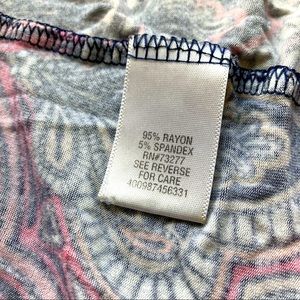 95% RAYON
5% SPANDEX
RN#73277
SEE REVERSE
FOR CARE
400987456331